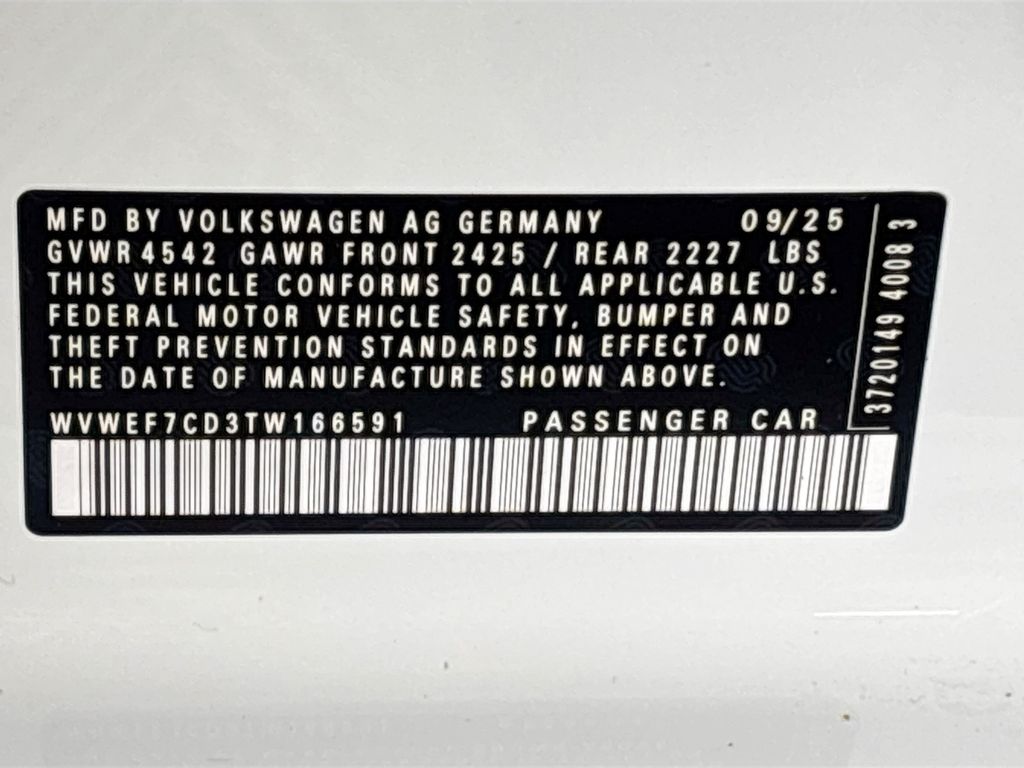 MFD BY VOLKSWAGEN AG GERMANY 09/25
GVWR 4542 GAWR FRONT 2425 / REAR 2227 LBS
THIS VEHICLE CONFORMS TO ALL APPLICABLE U.S.
FEDERAL MOTOR VEHICLE SAFETY, BUMPER AND
THEFT PREVENTION STANDARDS IN EFFECT ON
THE DATE OF MANUFACTURE SHOWN ABOVE.
WVWEF7CD3TW166591 PASSENGER CAR
3720149 4008 3